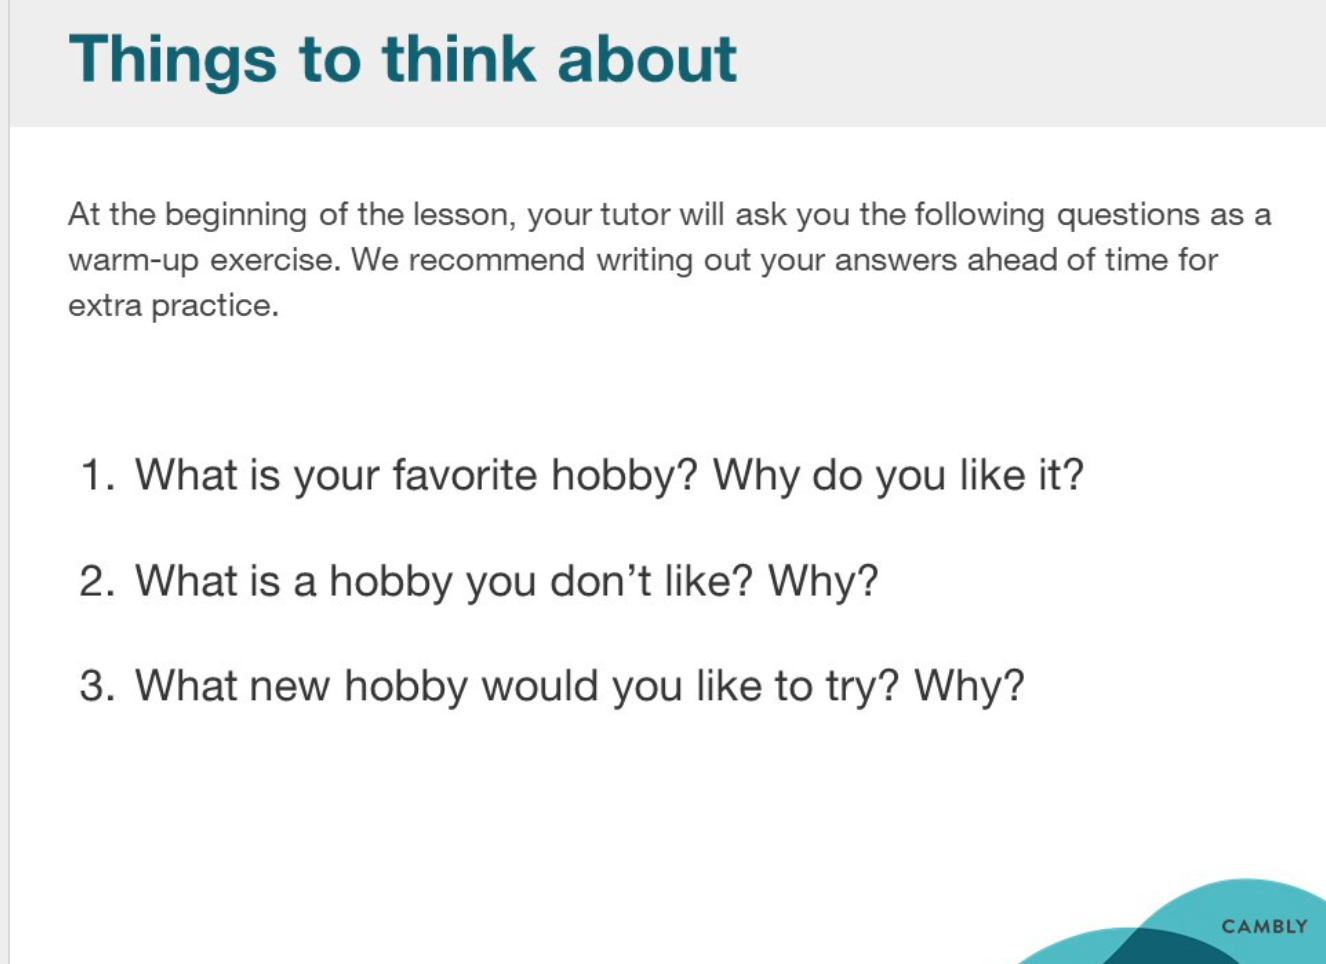 Things to think about
At the beginning of the lesson, your tutor will ask you the following questions as a
warm-up exercise. We recommend writing out your answers ahead of time for
extra practice.
1. What is your favorite hobby? Why do you like it?
2. What is a hobby you don’t like? Why?
3. What new hobby would you like to try? Why?
CAMBLY